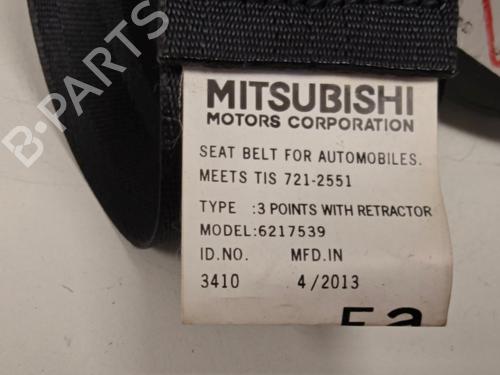 MITSUBISHI
MOTORS CORPORATION
SEAT BELT FOR AUTOMOBILES.
MEETS TIS 721-2551
TYPE :3 POINTS WITH RETRACTOR
MODEL:6217539
ID.NO. MFD.IN
3410 4/2013
B-PARTS